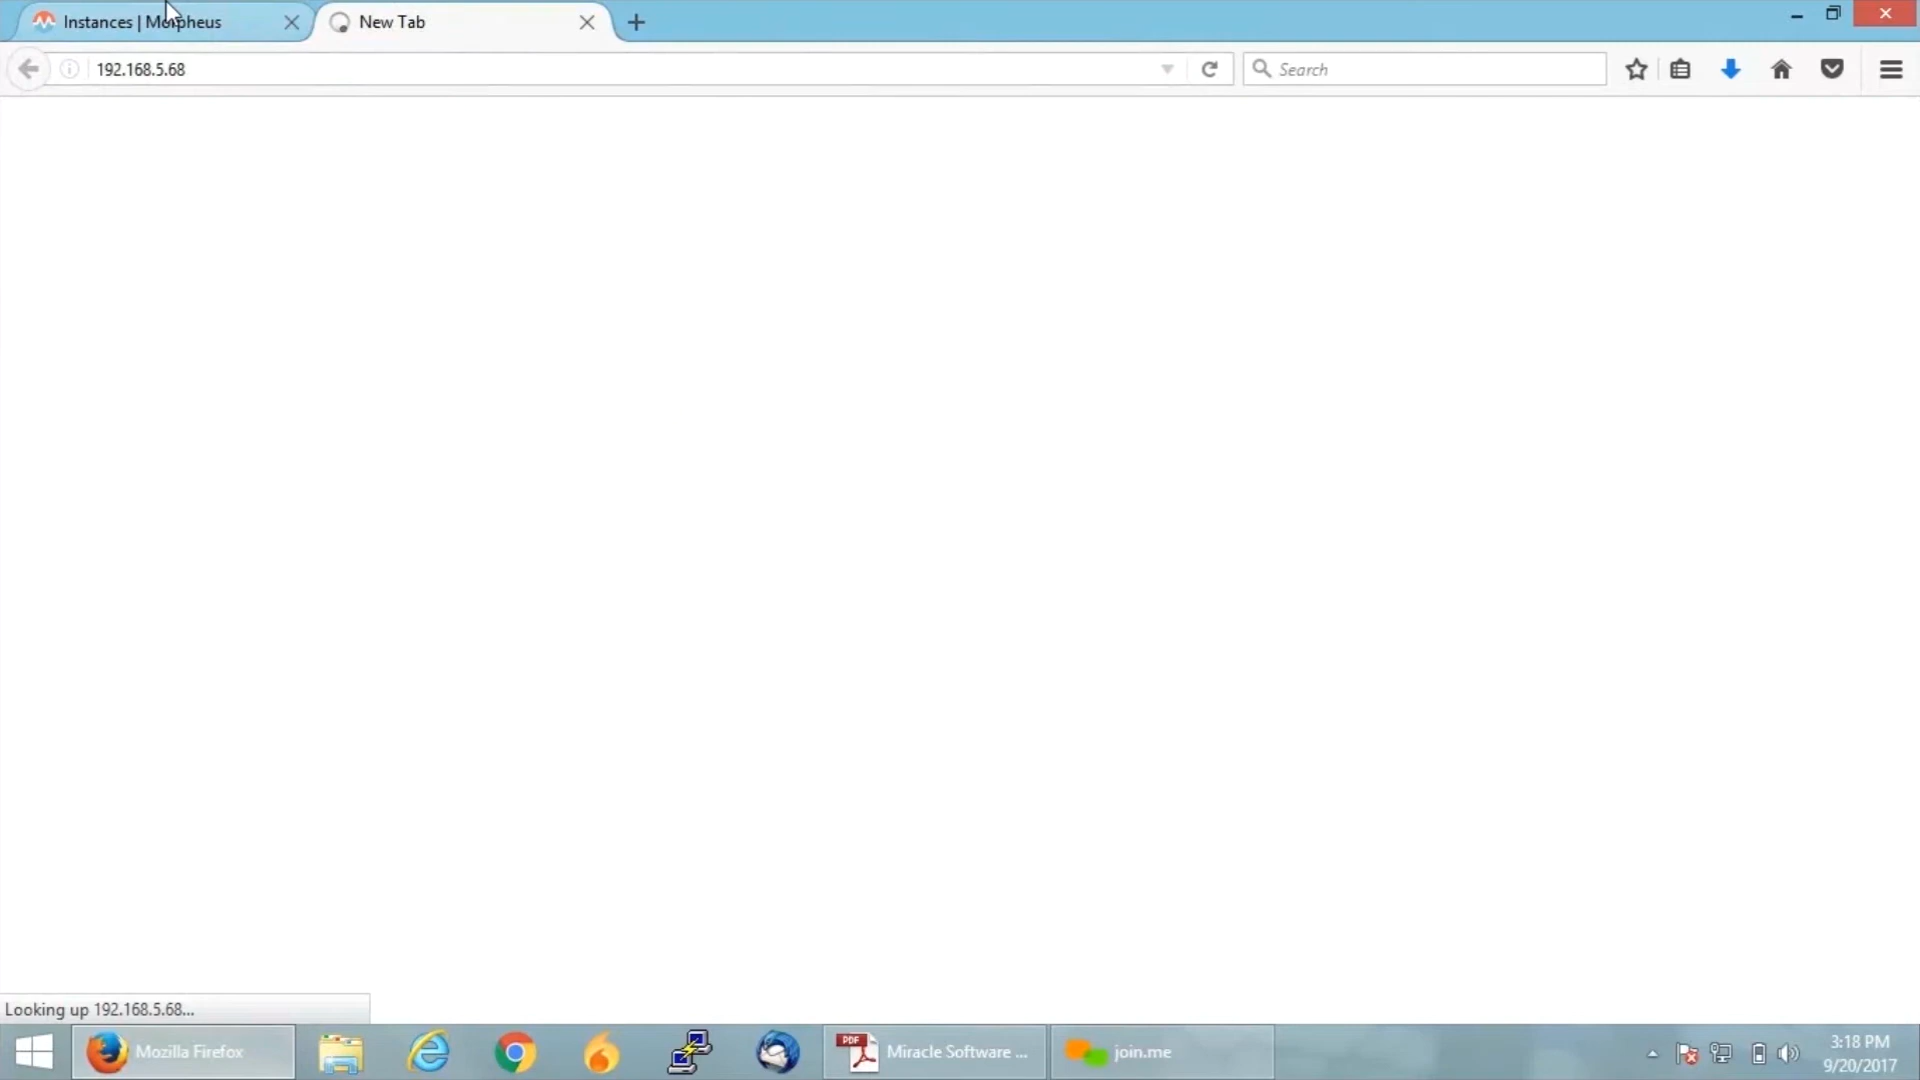 Instances | Morpheus
New Tab
192.168.5.68
Search
Looking up 192.168.5.68...
Mozilla Firefox
PDF
Miracle Software ...
join.me
3:18 PM
9/20/2017